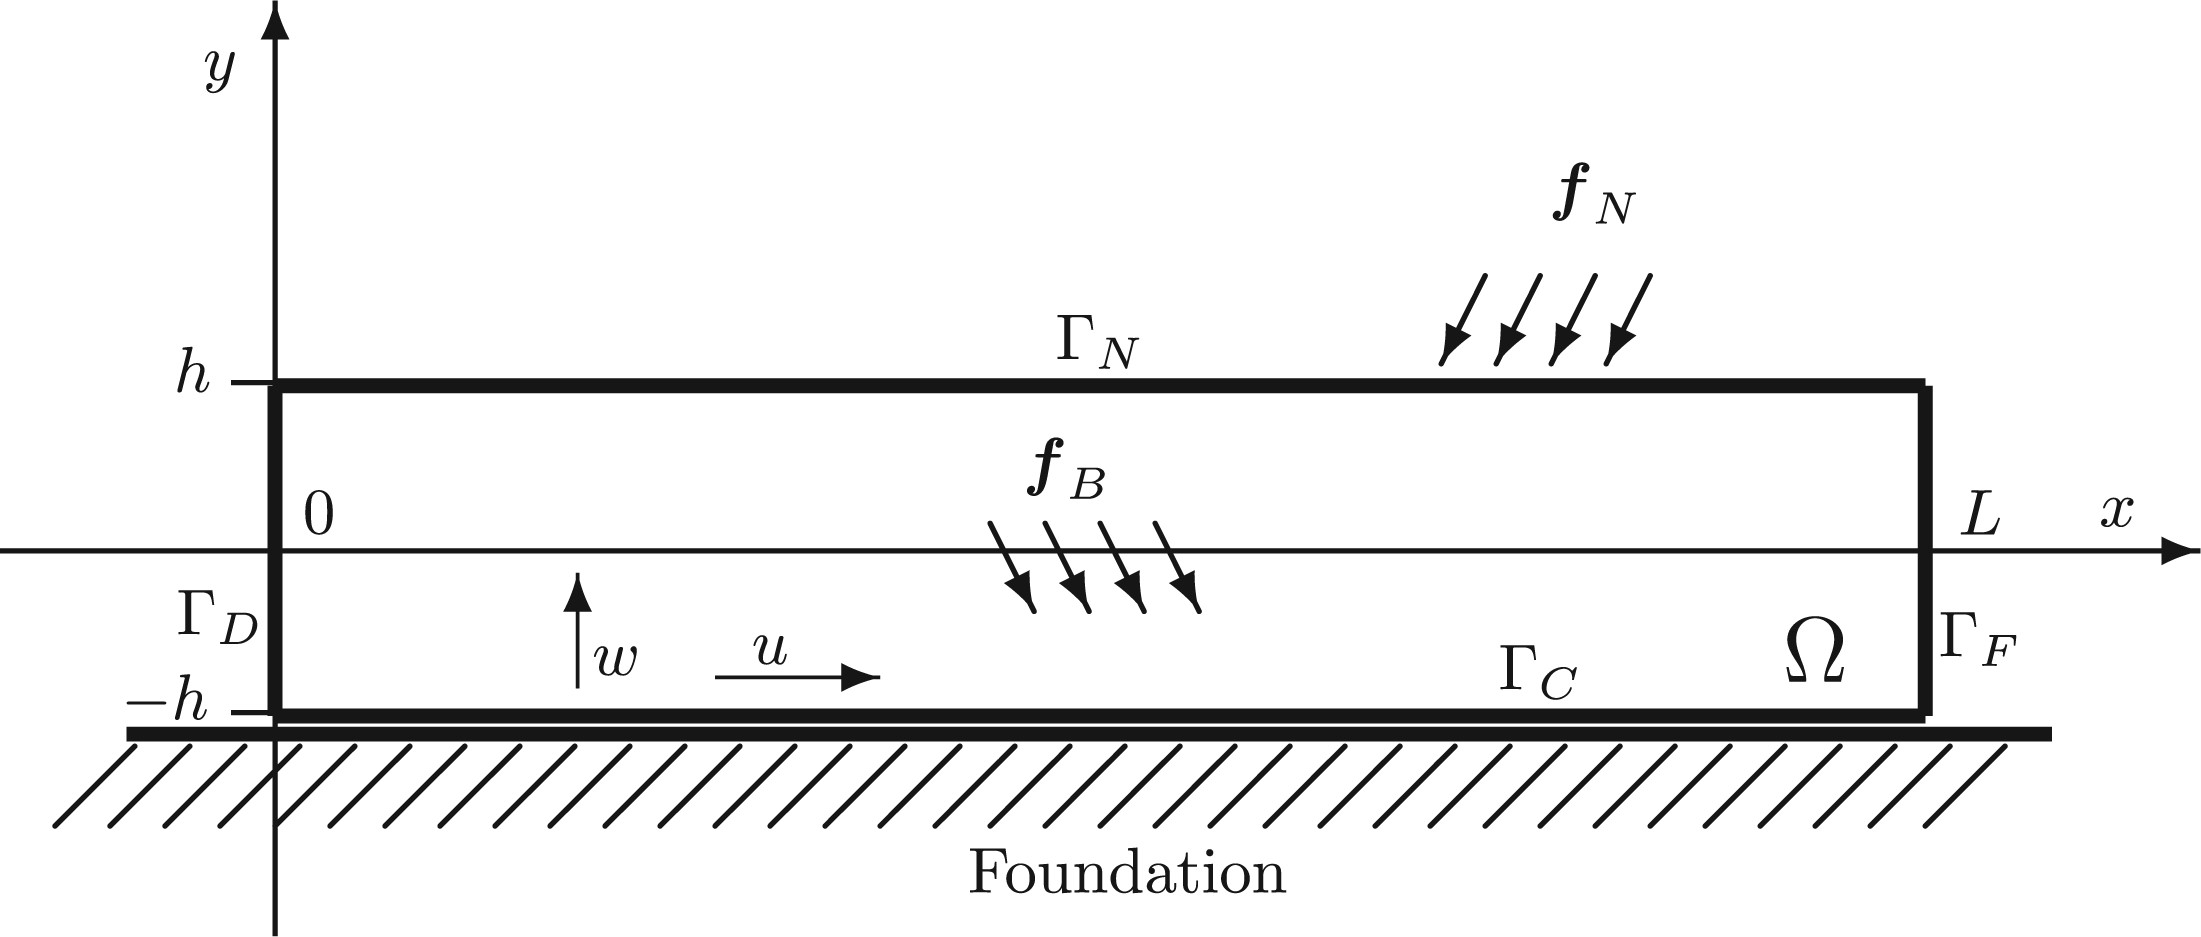 y
f_N
Γ_N
h
f_B
0
L
x
Γ_D
w
u
Γ_C
Ω
Γ_F
−h
Foundation